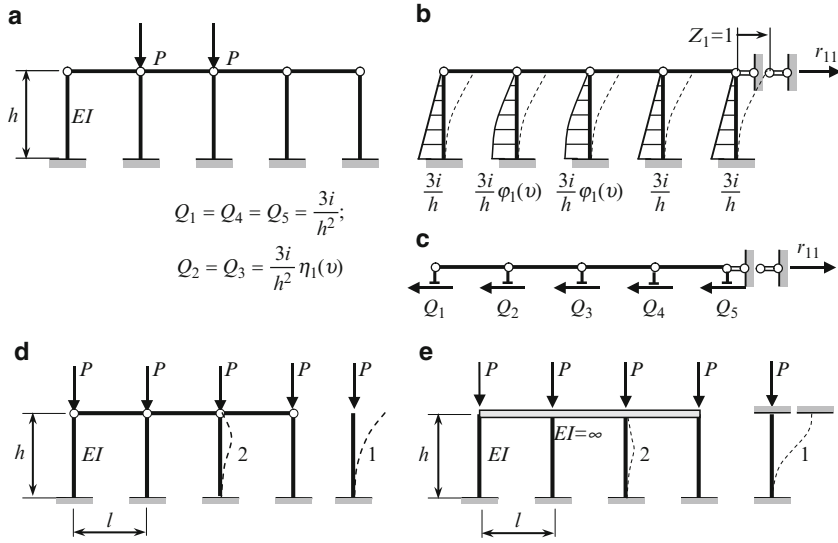 a
P P
h
EI
Q₁ = Q₄ = Q₅ = 3i/h²;
Q₂ = Q₃ = 3i/h² η₁(υ)
b
Z₁=1
r₁₁
3i/h 3i/h φ₁(υ) 3i/h φ₁(υ) 3i/h 3i/h
c
r₁₁
Q₁ Q₂ Q₃ Q₄ Q₅
d
P P P P P
h
EI
2
1
l
e
P P P P P
h
EI
EI=∞
2
1
l